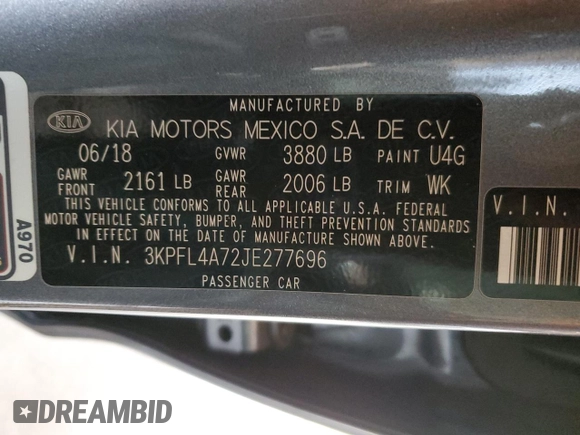 MANUFACTURED BY
KIA KIA MOTORS MEXICO S.A. DE C.V.
06/18 GVWR 3880 LB PAINT U4G
GAWR FRONT 2161 LB GAWR REAR 2006 LB TRIM WK
THIS VEHICLE CONFORMS TO ALL APPLICABLE U.S.A. FEDERAL
MOTOR VEHICLE SAFETY, BUMPER, AND THEFT PREVENTION STANDARDS
IN EFFECT ON THE DATE OF MANUFACTURE SHOWN ABOVE.
V.I.N. 3KPFL4A72JE277696
PASSENGER CAR
A970
V.I.N.
DREAMBID